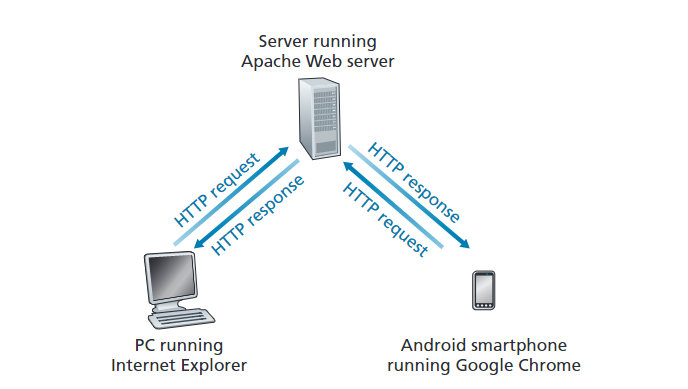 Server running
Apache Web server
HTTP request
HTTP response
HTTP response
HTTP request
PC running
Internet Explorer
Android smartphone
running Google Chrome